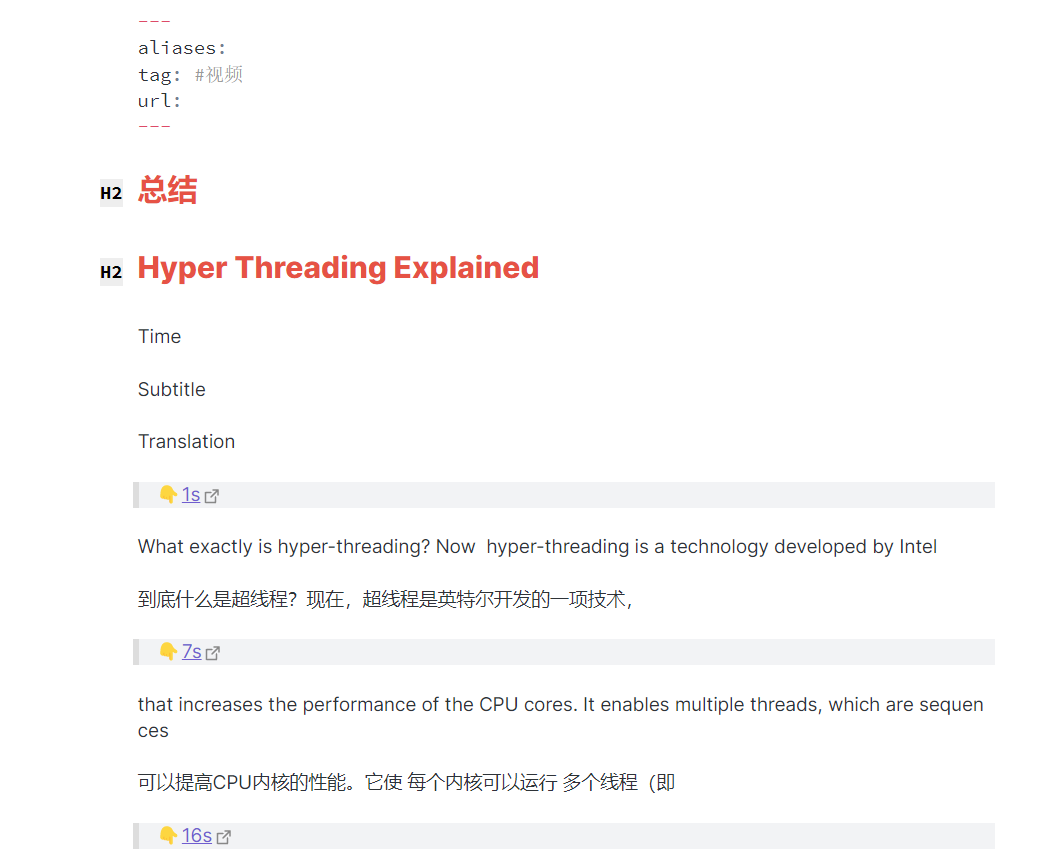 ---
aliases:
tag: #视频
url:
---
H2 总结
H2 Hyper Threading Explained
Time
Subtitle
Translation
👇 1s
What exactly is hyper-threading? Now  hyper-threading is a technology developed by Intel
到底什么是超线程？现在，超线程是英特尔开发的一项技术，
👇 7s
that increases the performance of the CPU cores. It enables multiple threads, which are sequen
ces
可以提高CPU内核的性能。它使 每个内核可以运行 多个线程（即
👇 16s